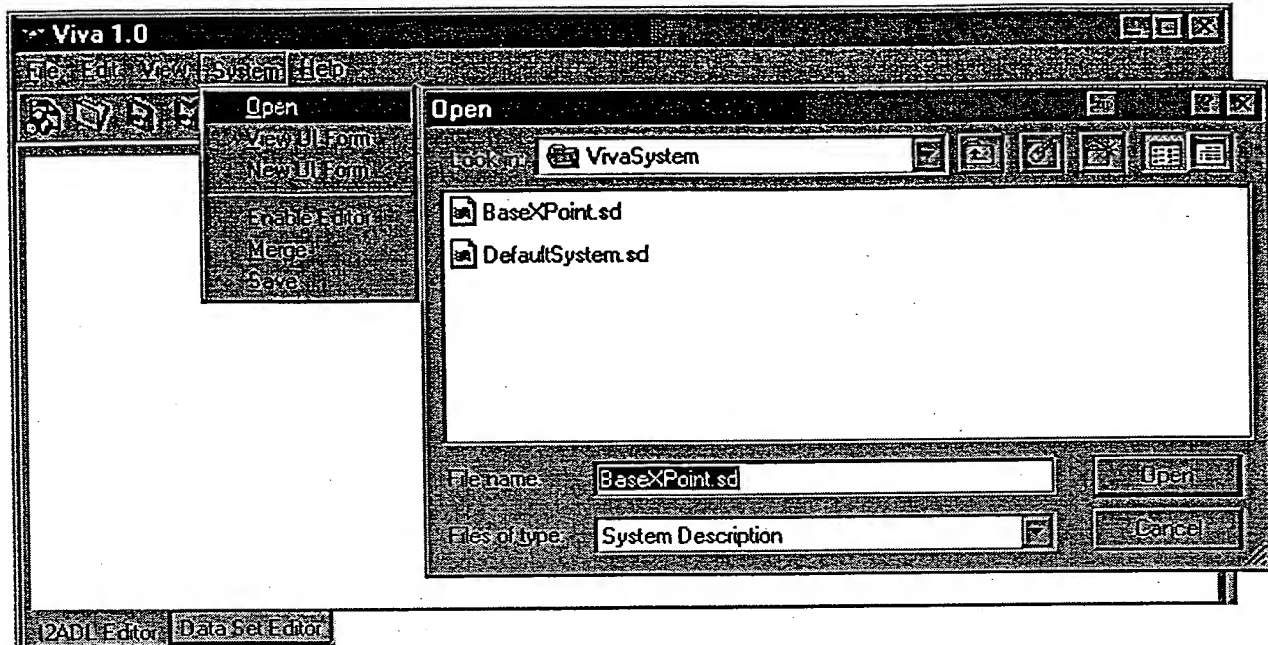 Viva 1.0
File Edit View System Help
Open
View UI Form
New UI Form
Enable Editor
Merge
Save
Open
Look in: VivaSystem
BaseXPoint.sd
DefaultSystem.sd
File name: BaseXPoint.sd Open
Files of type: System Description Cancel
I2ADL Editor Data Set Editor